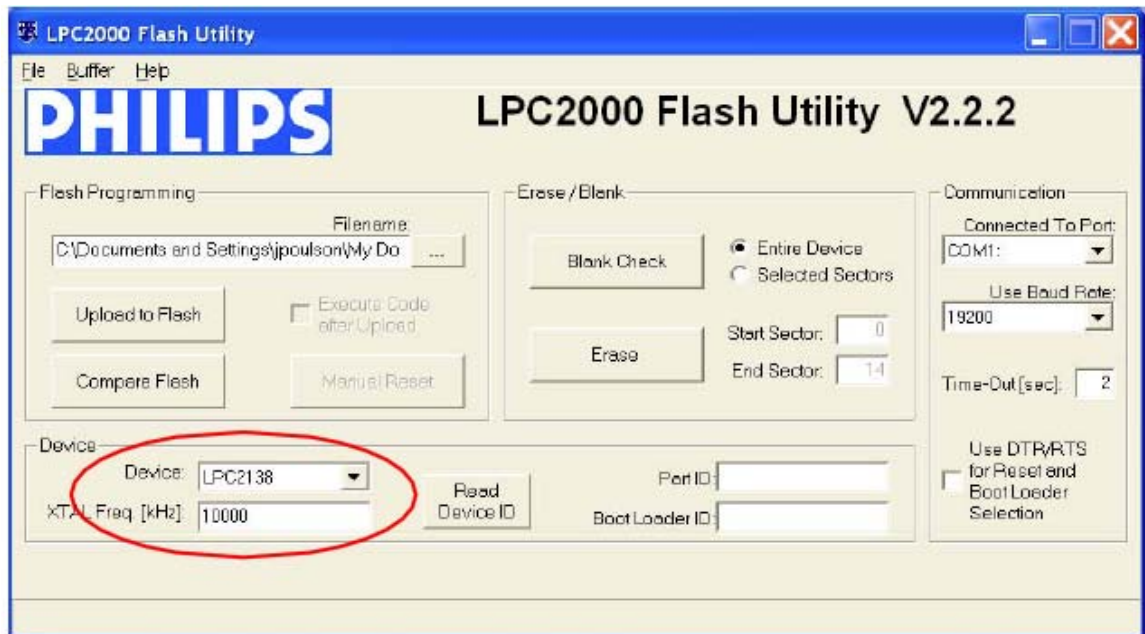 LPC2000 Flash Utility
File Buffer Help
PHILIPS
LPC2000 Flash Utility V2.2.2
Flash Programming
Filename:
C:\Documents and Settings\jpoulson\My Do
...
Upload to Flash
Execute Code
after Upload
Compare Flash
Manual Reset
Erase / Blank
Blank Check
Entire Device
Selected Sectors
Erase
Start Sector: 0
End Sector: 14
Communication
Connected To Port:
COM1:
Use Baud Rate:
19200
Time-Out [sec]: 2
Use DTR/RTS
for Reset and
Boot Loader
Selection
Device
Device: LPC2138
XTAL Freq. [kHz]: 10000
Read
Device ID
Part ID:
Boot Loader ID: